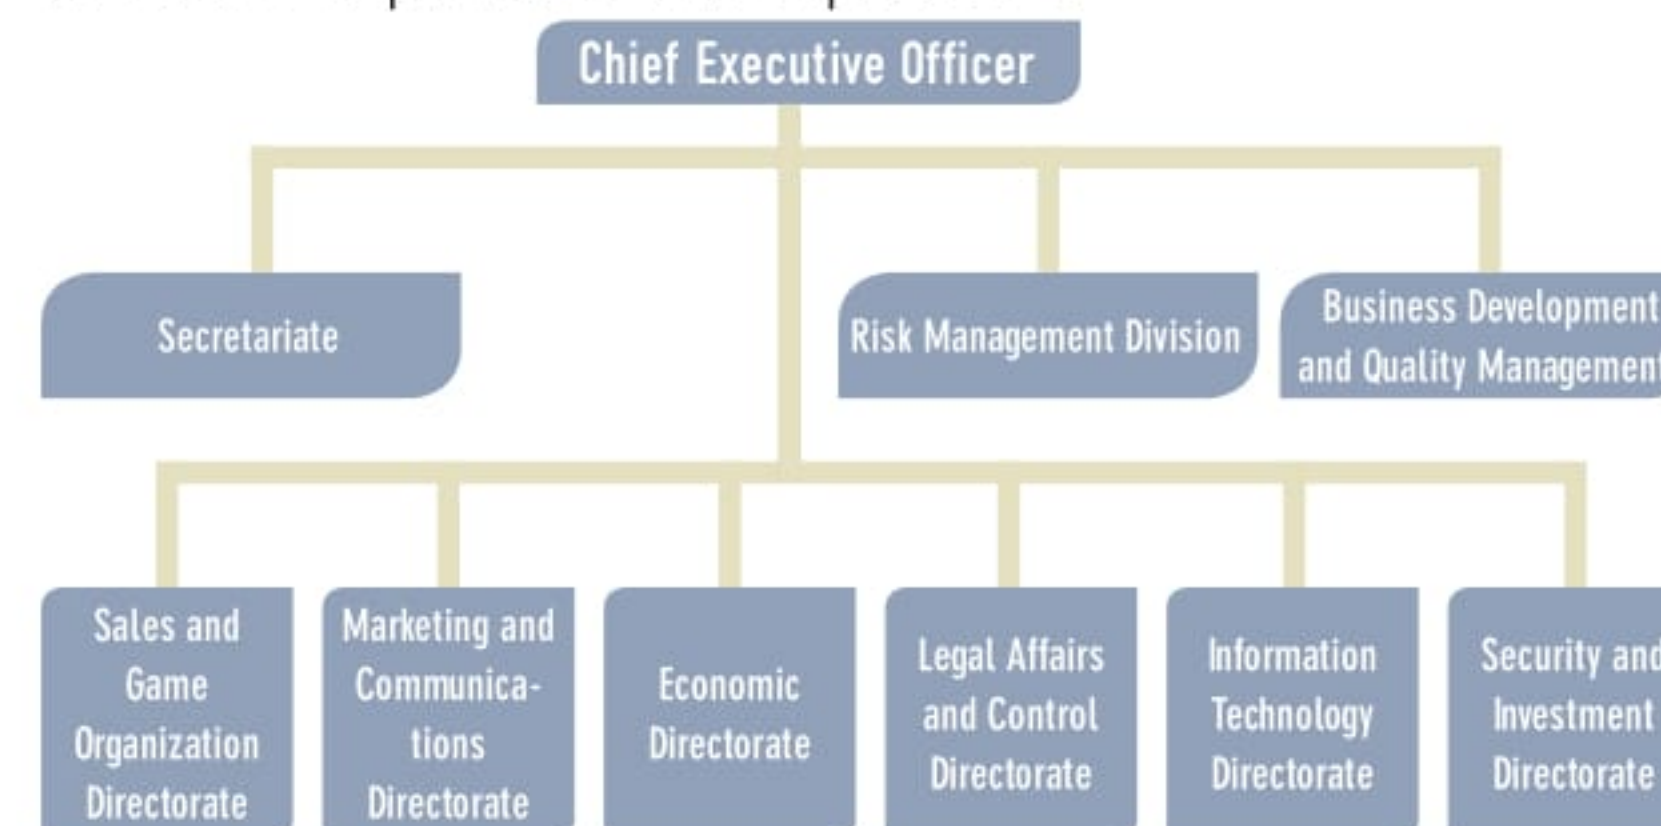 Chief Executive Officer
Secretariate
Risk Management Division
Business Development
and Quality Management
Sales and
Game
Organization
Directorate
Marketing and
Communica-
tions
Directorate
Economic
Directorate
Legal Affairs
and Control
Directorate
Information
Technology
Directorate
Security and
Investment
Directorate